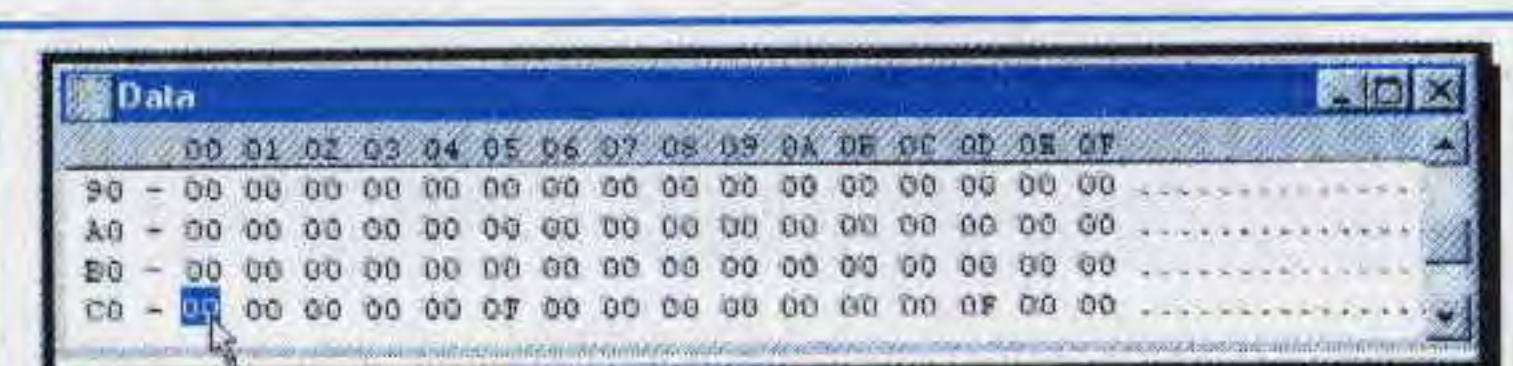 Data
00 01 02 03 04 05 06 07 08 09 0A 0B 0C 0D 0E 0F
90 - 00 00 00 00 00 00 00 00 00 00 00 00 00 00 00 00 ................
A0 - 00 00 00 00 00 00 00 00 00 00 00 00 00 00 00 00 ................
B0 - 00 00 00 00 00 00 00 00 00 00 00 00 00 00 00 00 ................
C0 - 00 00 00 00 00 0F 00 00 00 00 00 00 00 0F 00 00 ................